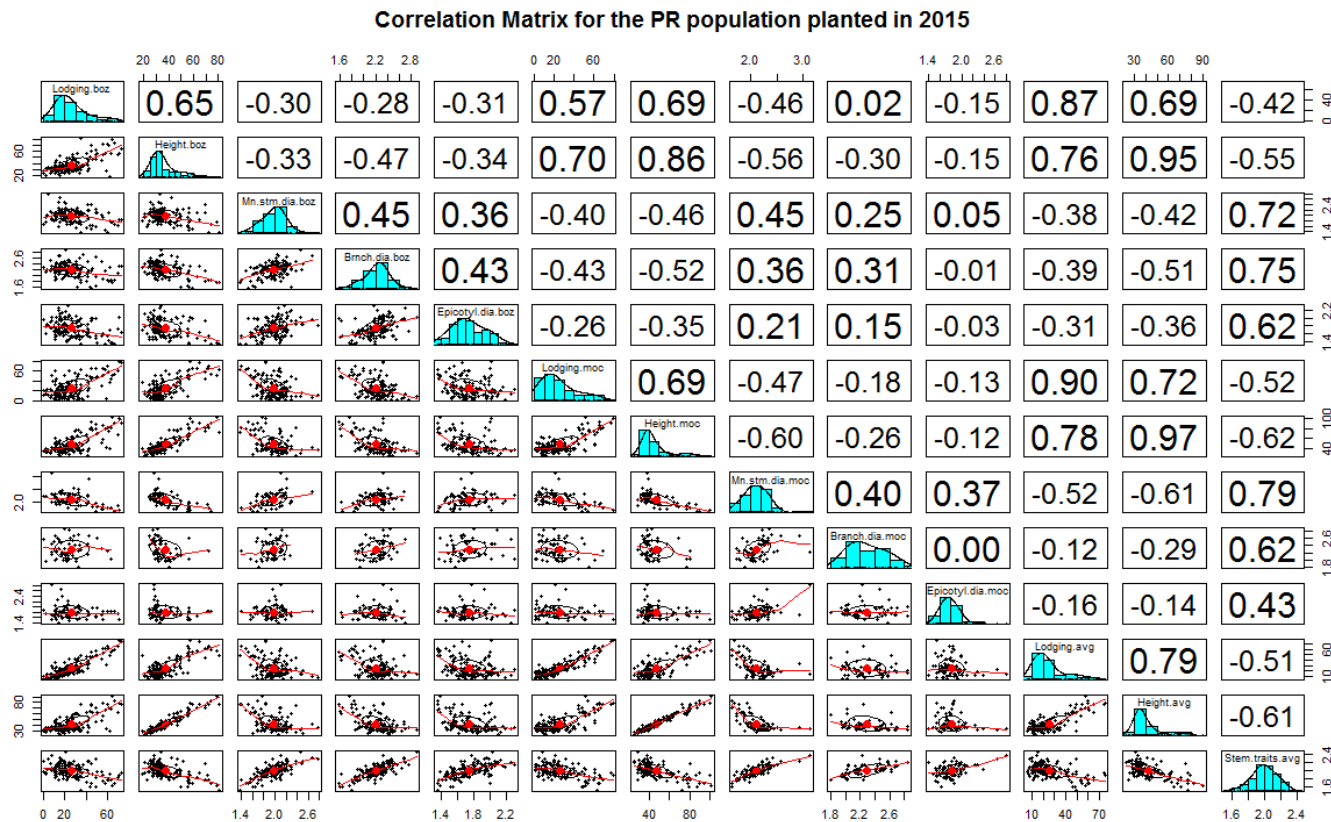 Correlation Matrix for the PR population planted in 2015
20 40 60 80 1.6 2.2 2.8 0 20 60 2.0 3.0 1.4 2.0 2.6 30 60 90
Lodging.boz 0.65 -0.30 -0.28 -0.31 0.57 0.69 -0.46 0.02 -0.15 0.87 0.69 -0.42 0 40
20 60 Height.boz -0.33 -0.47 -0.34 0.70 0.86 -0.56 -0.30 -0.15 0.76 0.95 -0.55
Mn.stm.dia.boz 0.45 0.36 -0.40 -0.46 0.45 0.25 0.05 -0.38 -0.42 0.72 1.4 2.4
1.6 2.6 Brnch.dia.boz 0.43 -0.43 -0.52 0.36 0.31 -0.01 -0.39 -0.51 0.75
Epicotyl.dia.boz -0.26 -0.35 0.21 0.15 -0.03 -0.31 -0.36 0.62 1.4 2.2
0 60 Lodging.moc 0.69 -0.47 -0.18 -0.13 0.90 0.72 -0.52
Height.moc -0.60 -0.26 -0.12 0.78 0.97 -0.62 40 100
2.0 Mn.stm.dia.moc 0.40 0.37 -0.52 -0.61 0.79
Branch.dia.moc 0.00 -0.12 -0.29 0.62 1.8 2.6
1.4 2.4 Epicotyl.dia.moc -0.16 -0.14 0.43
Lodging.avg 0.79 -0.51 10 60
30 80 Height.avg -0.61
Stem.traits.avg 1.6 2.4
0 20 60 1.4 2.0 2.6 1.4 1.8 2.2 40 80 1.8 2.2 2.6 10 40 70 1.6 2.0 2.4